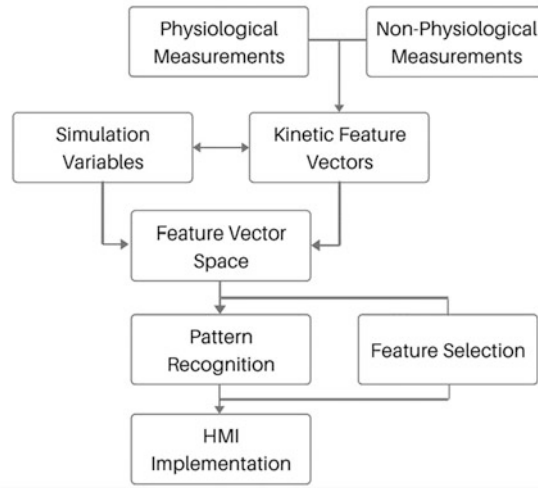 Physiological
Measurements
Non-Physiological
Measurements
Simulation
Variables
Kinetic Feature
Vectors
Feature Vector
Space
Pattern
Recognition
Feature Selection
HMI
Implementation